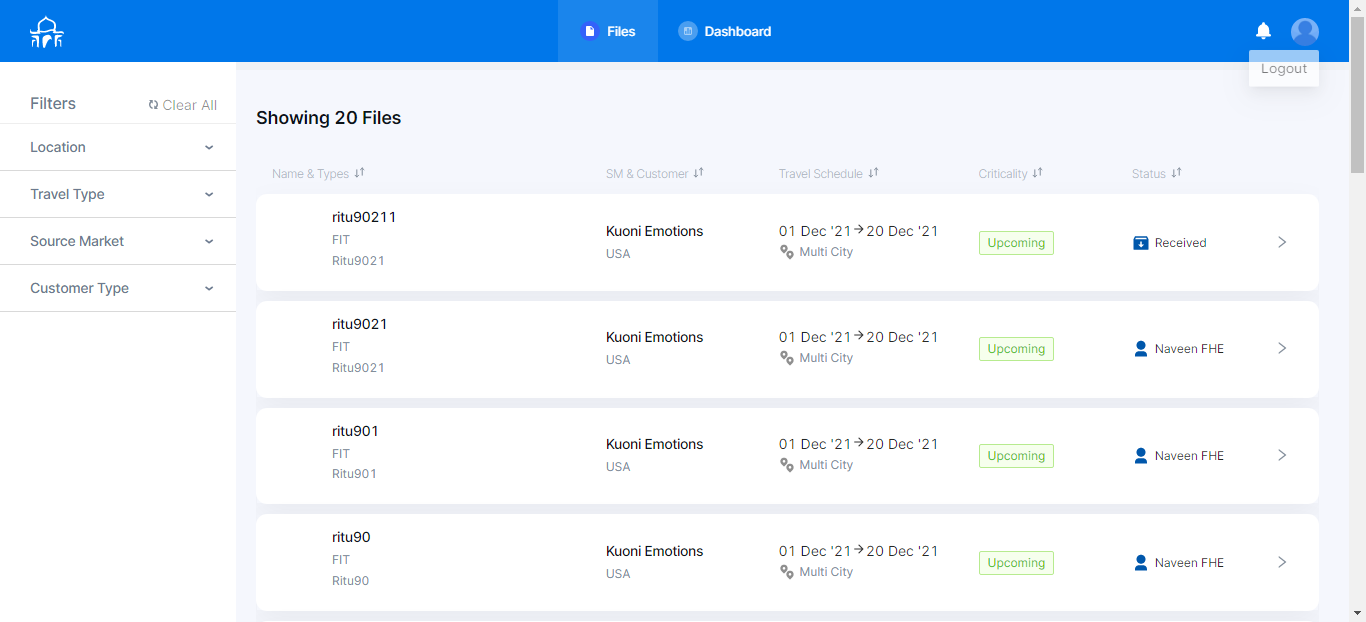 Files
Dashboard
Logout
Filters
Clear All
Location
Travel Type
Source Market
Customer Type
Showing 20 Files
Name & Types
SM & Customer
Travel Schedule
Criticality
Status
ritu90211
FIT
Ritu9021
Kuoni Emotions
USA
01 Dec '21 → 20 Dec '21
Multi City
Upcoming
Received
ritu9021
FIT
Ritu9021
Kuoni Emotions
USA
01 Dec '21 → 20 Dec '21
Multi City
Upcoming
Naveen FHE
ritu901
FIT
Ritu901
Kuoni Emotions
USA
01 Dec '21 → 20 Dec '21
Multi City
Upcoming
Naveen FHE
ritu90
FIT
Ritu90
Kuoni Emotions
USA
01 Dec '21 → 20 Dec '21
Multi City
Upcoming
Naveen FHE